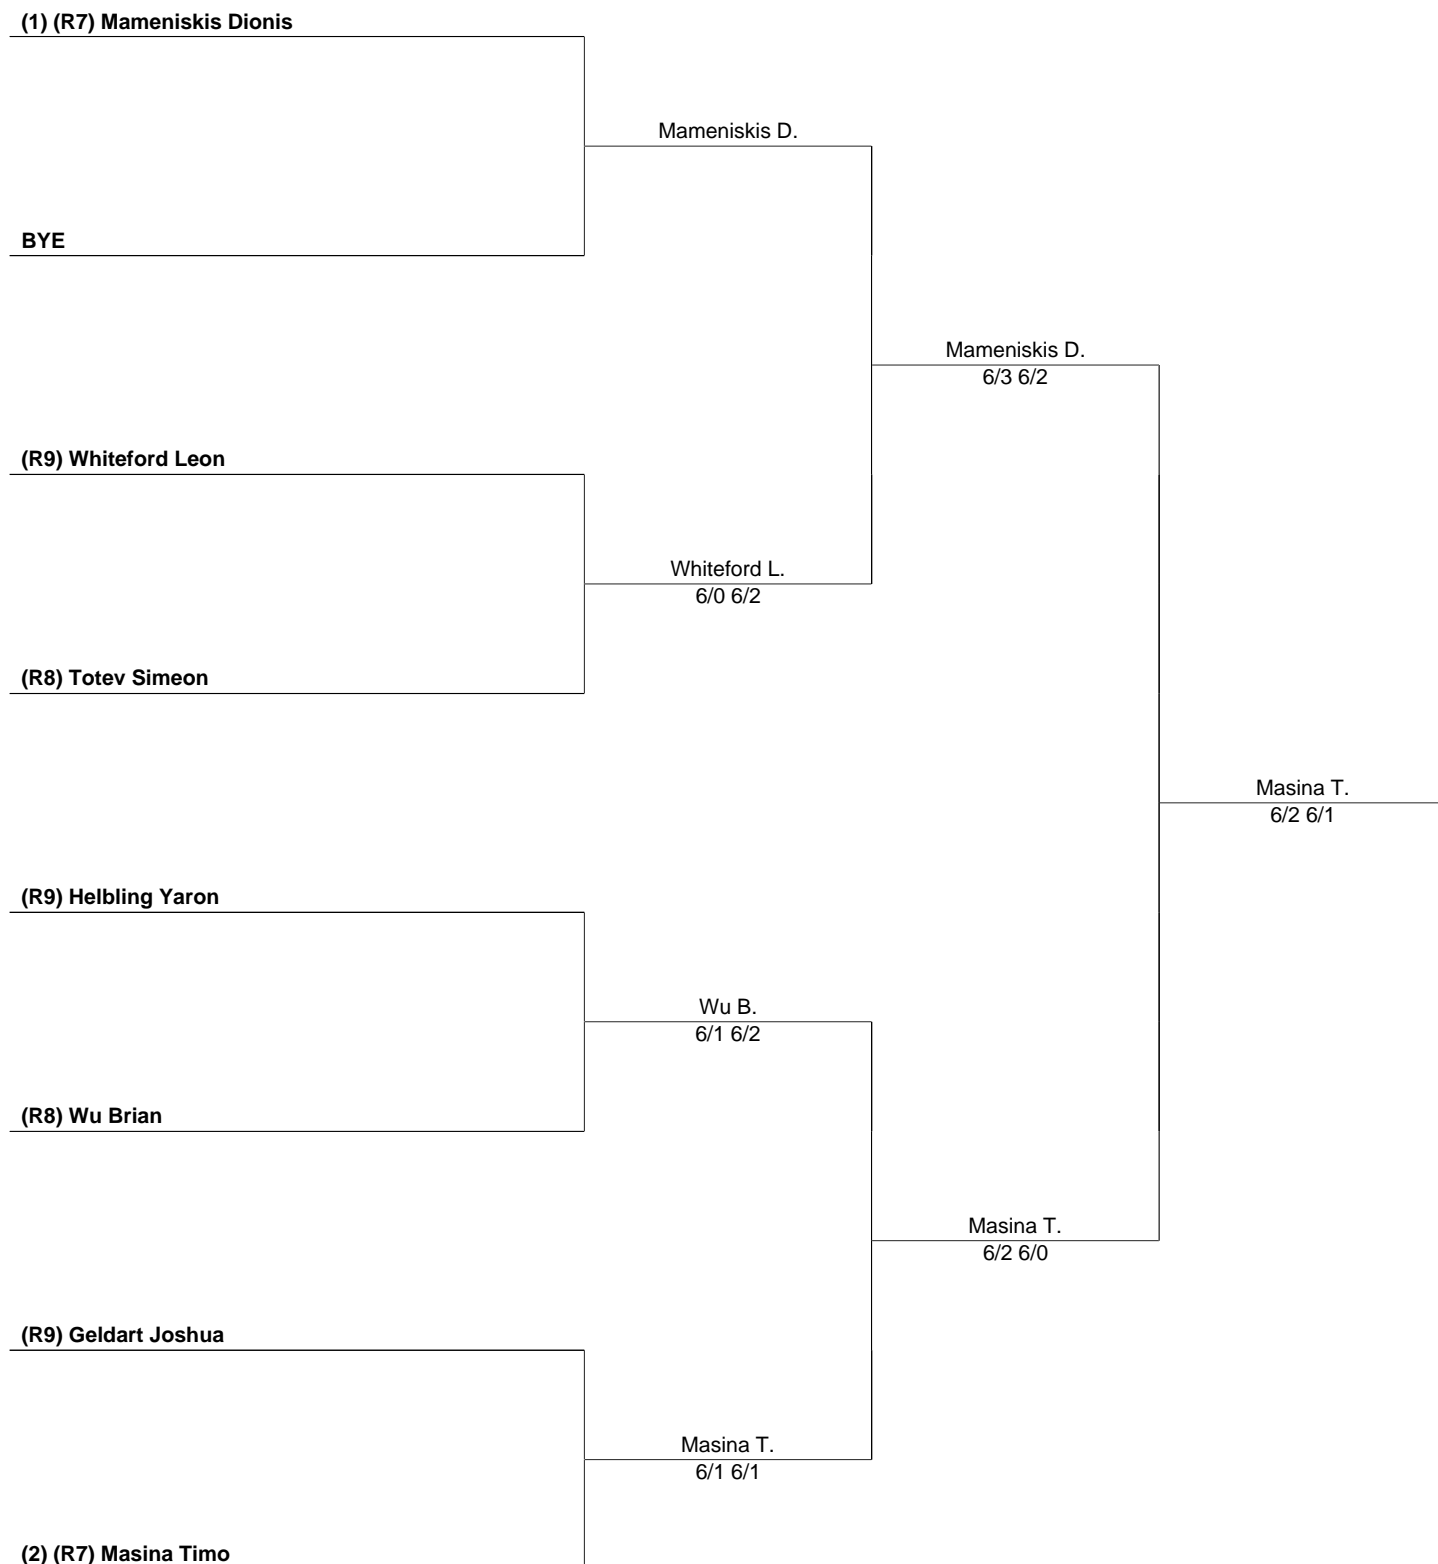 (1) (R7) Mameniskis Dionis
Mameniskis D.
BYE
Mameniskis D.
6/3 6/2
(R9) Whiteford Leon
Whiteford L.
6/0 6/2
(R8) Totev Simeon
Masina T.
6/2 6/1
(R9) Helbling Yaron
Wu B.
6/1 6/2
(R8) Wu Brian
Masina T.
6/2 6/0
(R9) Geldart Joshua
Masina T.
6/1 6/1
(2) (R7) Masina Timo